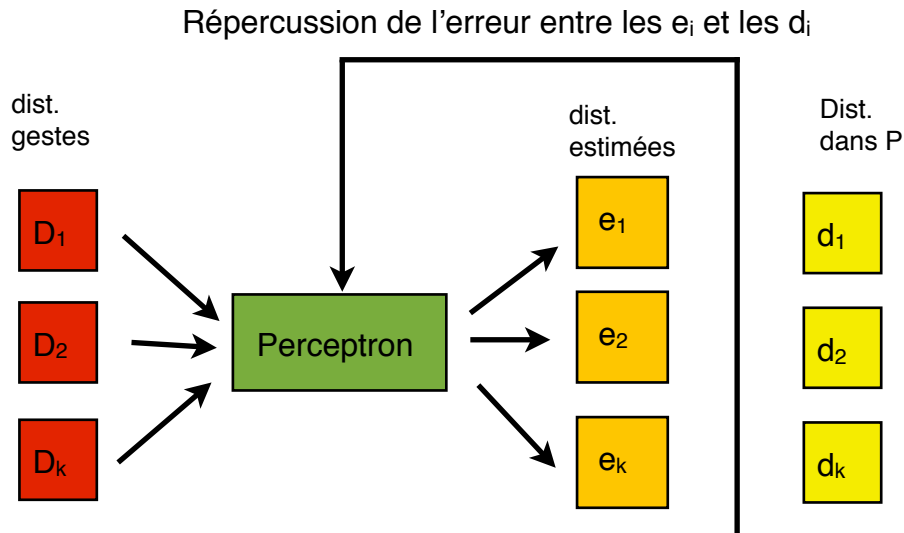 Répercussion de l'erreur entre les eᵢ et les dᵢ
dist.
gestes
dist.
estimées
Dist.
dans P
D₁
e₁
d₁
D₂
Perceptron
e₂
d₂
Dₖ
eₖ
dₖ